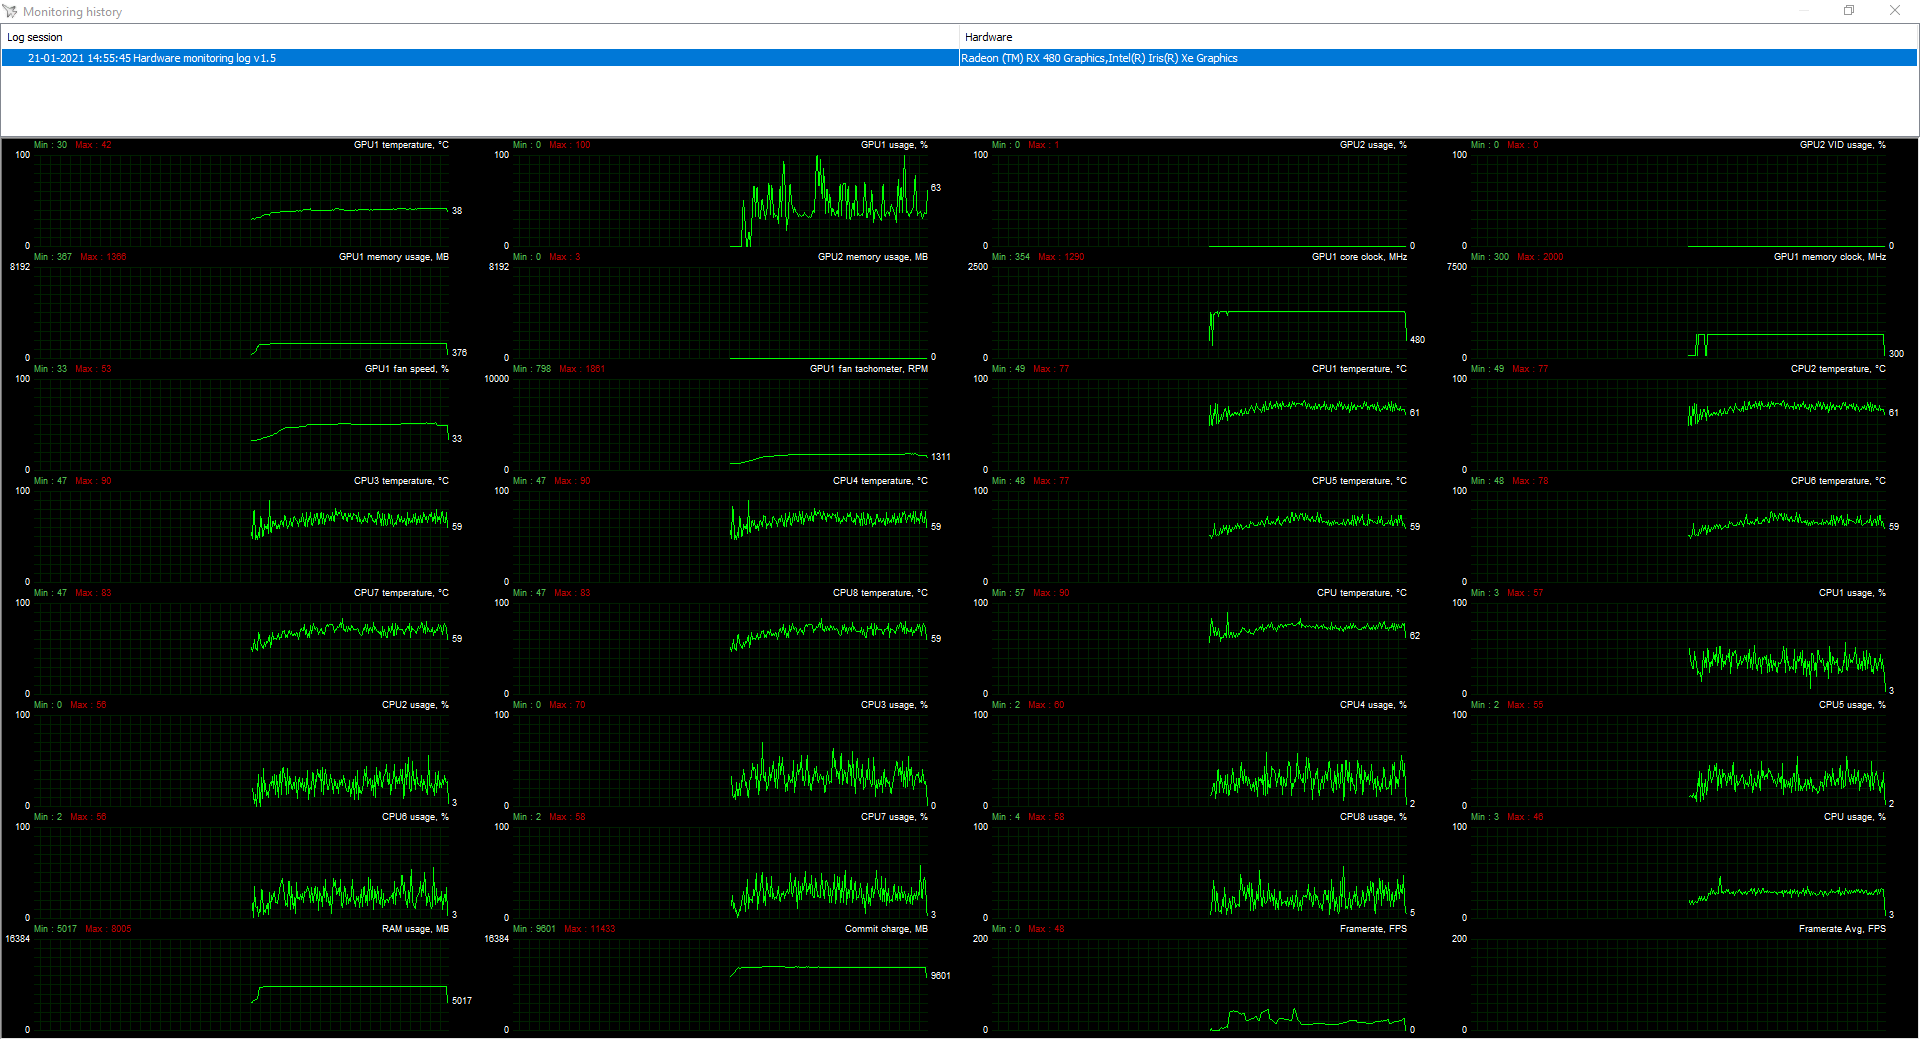 Monitoring history
Log session Hardware
21-01-2021 14:55:45 Hardware monitoring log v1.5 Radeon (TM) RX 480 Graphics,Intel(R) Iris(R) Xe Graphics
Min : 30 Max : 42 GPU1 temperature, °C
100
38
0
Min : 0 Max : 100 GPU1 usage, %
100
63
0
Min : 0 Max : 1 GPU2 usage, %
100
0
0
Min : 0 Max : 0 GPU2 VID usage, %
100
0
0
Min : 367 Max : GPU1 memory usage, MB
8192
376
0
Min : 0 Max : 3 GPU2 memory usage, MB
8192
0
0
Min : 354 Max : 1290 GPU1 core clock, MHz
2500
480
0
Min : 300 Max : 2000 GPU1 memory clock, MHz
7500
300
0
Min : 33 Max : GPU1 fan speed, %
100
33
0
Min : 798 Max : GPU1 fan tachometer, RPM
10000
1311
0
Min : 49 Max : 77 CPU1 temperature, °C
100
61
0
Min : 49 Max : 77 CPU2 temperature, °C
100
61
0
Min : 47 Max : 90 CPU3 temperature, °C
100
59
0
Min : 47 Max : 90 CPU4 temperature, °C
100
59
0
Min : 48 Max : 77 CPU5 temperature, °C
100
59
0
Min : 48 Max : 78 CPU6 temperature, °C
100
59
0
Min : 47 Max : 83 CPU7 temperature, °C
100
59
0
Min : 47 Max : 83 CPU8 temperature, °C
100
59
0
Min : 57 Max : 90 CPU temperature, °C
100
62
0
Min : 3 Max : 57 CPU1 usage, %
100
3
0
Min : 0 Max : CPU2 usage, %
100
3
0
Min : 0 Max : 70 CPU3 usage, %
100
0
0
Min : 2 Max : 60 CPU4 usage, %
100
2
0
Min : 2 Max : CPU5 usage, %
100
2
0
Min : 2 Max : CPU6 usage, %
100
3
0
Min : 2 Max : 58 CPU7 usage, %
100
3
0
Min : 4 Max : 58 CPU8 usage, %
100
5
0
Min : 3 Max : 46 CPU usage, %
100
3
0
Min : 5017 Max : 8005 RAM usage, MB
16384
5017
0
Min : 9601 Max : Commit charge, MB
16384
9601
0
Min : 0 Max : 48 Framerate, FPS
200
0
0
Framerate Avg, FPS
200
0